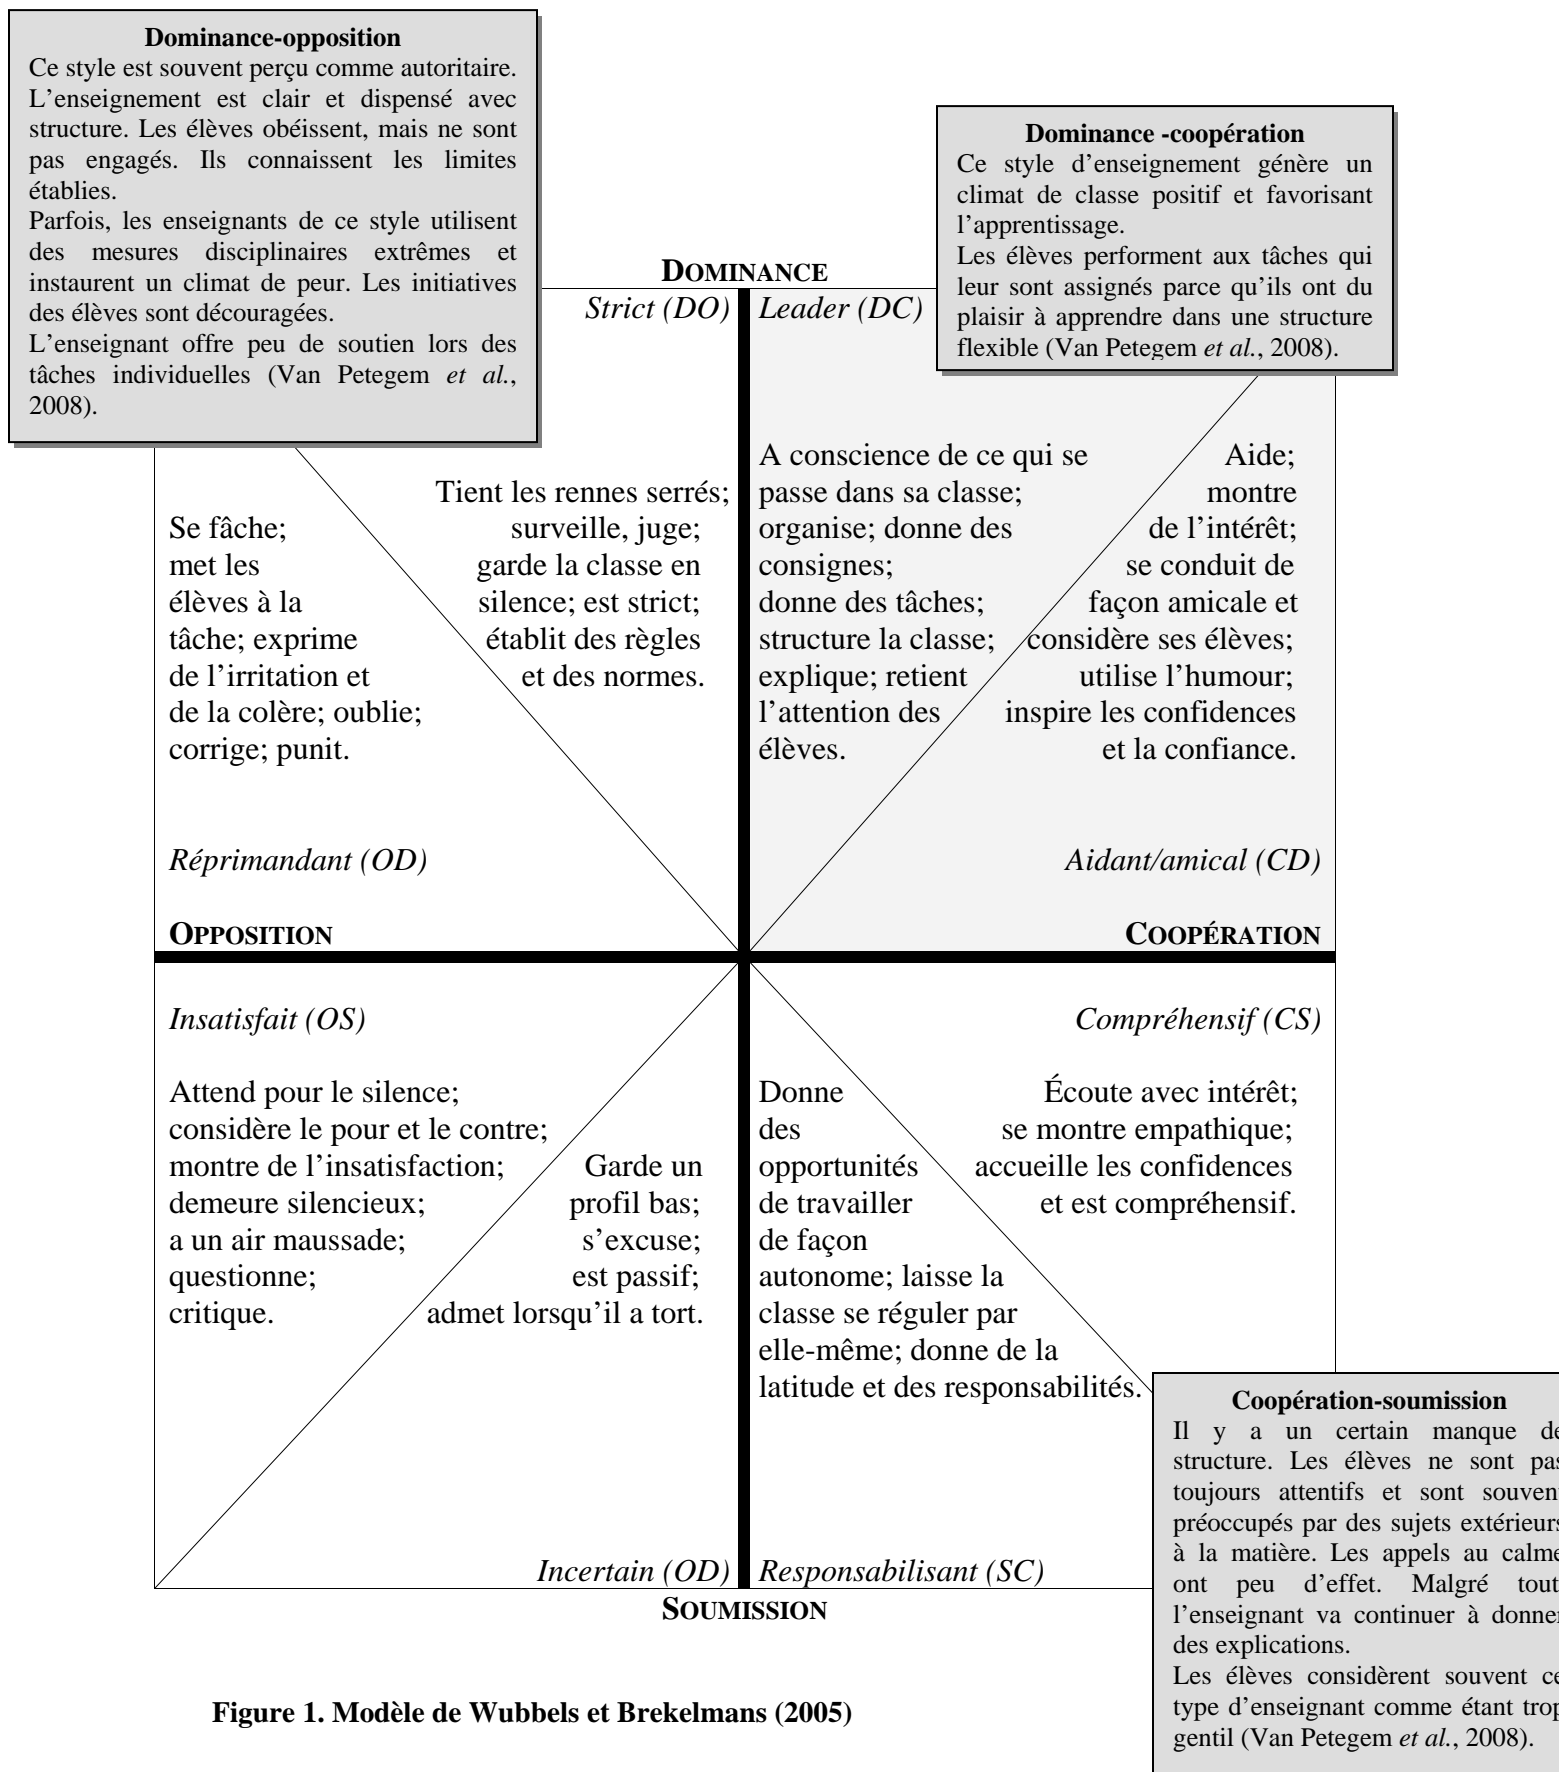 Dominance-opposition
Ce style est souvent perçu comme autoritaire.
L’enseignement est clair et dispensé avec
structure. Les élèves obéissent, mais ne sont
pas engagés. Ils connaissent les limites
établies.
Parfois, les enseignants de ce style utilisent
des mesures disciplinaires extrêmes et
instaurent un climat de peur. Les initiatives
des élèves sont découragées.
L’enseignant offre peu de soutien lors des
tâches individuelles (Van Petegem et al.,
2008).
Dominance -coopération
Ce style d’enseignement génère un
climat de classe positif et favorisant
l’apprentissage.
Les élèves performent aux tâches qui
leur sont assignés parce qu’ils ont du
plaisir à apprendre dans une structure
flexible (Van Petegem et al., 2008).
DOMINANCE
Strict (DO)
Leader (DC)
Se fâche;
met les
élèves à la
tâche; exprime
de l’irritation et
de la colère; oublie;
corrige; punit.
Tient les rennes serrés;
surveille, juge;
garde la classe en
silence; est strict;
établit des règles
et des normes.
A conscience de ce qui se
passe dans sa classe;
organise; donne des
consignes;
donne des tâches;
structure la classe;
explique; retient
l’attention des
élèves.
Aide;
montre
de l’intérêt;
se conduit de
façon amicale et
considère ses élèves;
utilise l’humour;
inspire les confidences
et la confiance.
Réprimandant (OD)
Aidant/amical (CD)
OPPOSITION
COOPÉRATION
Insatisfait (OS)
Compréhensif (CS)
Attend pour le silence;
considère le pour et le contre;
montre de l’insatisfaction;
demeure silencieux;
a un air maussade;
questionne;
critique.
Garde un
profil bas;
s’excuse;
est passif;
admet lorsqu’il a tort.
Donne
des
opportunités
de travailler
de façon
autonome; laisse la
classe se réguler par
elle-même; donne de la
latitude et des responsabilités.
Écoute avec intérêt;
se montre empathique;
accueille les confidences
et est compréhensif.
Incertain (OD)
Responsabilisant (SC)
SOUMISSION
Coopération-soumission
Il y a un certain manque de
structure. Les élèves ne sont pas
toujours attentifs et sont souvent
préoccupés par des sujets extérieurs
à la matière. Les appels au calme
ont peu d’effet. Malgré tout
l’enseignant va continuer à donner
des explications.
Les élèves considèrent souvent ce
type d’enseignant comme étant trop
gentil (Van Petegem et al., 2008).
Figure 1. Modèle de Wubbels et Brekelmans (2005)